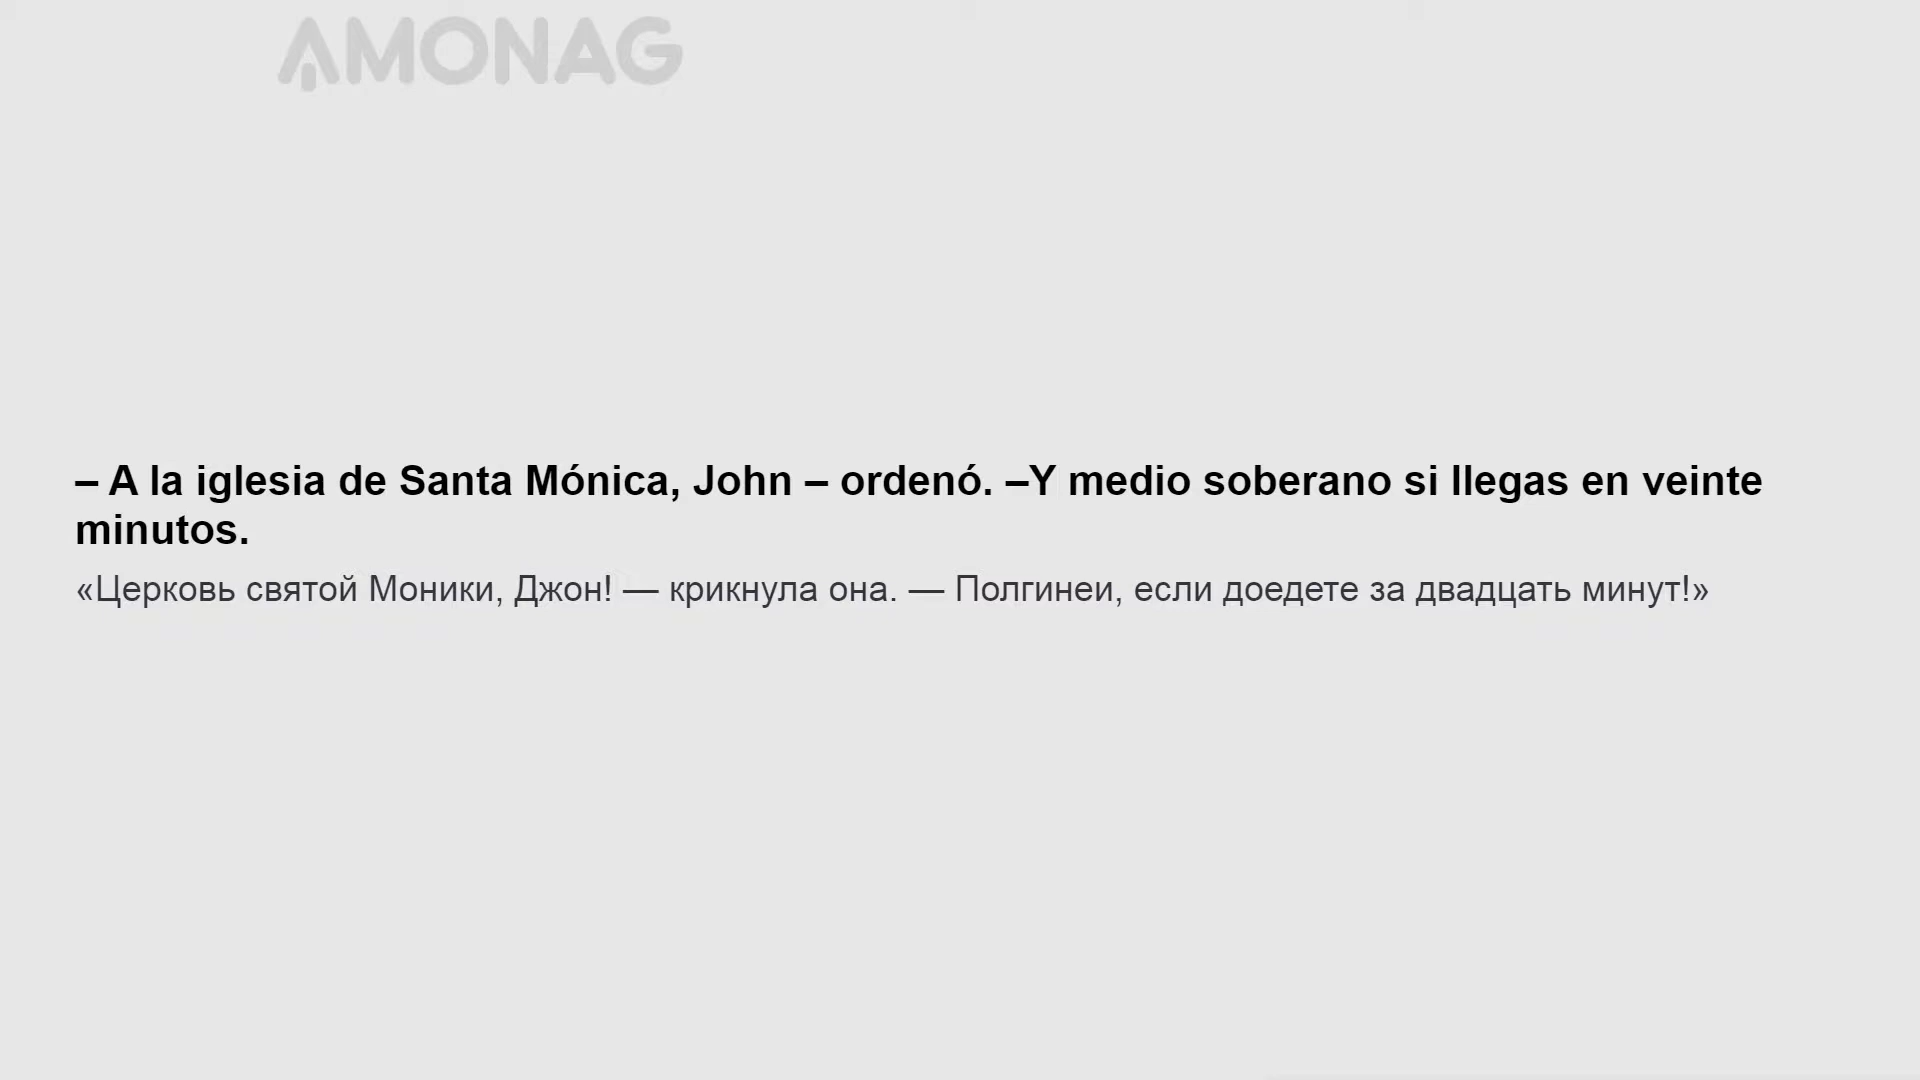 AMONAG
– A la iglesia de Santa Mónica, John – ordenó. –Y medio soberano si llegas en veinte
minutos.
«Церковь святой Моники, Джон! — крикнула она. — Полгинеи, если доедете за двадцать минут!»